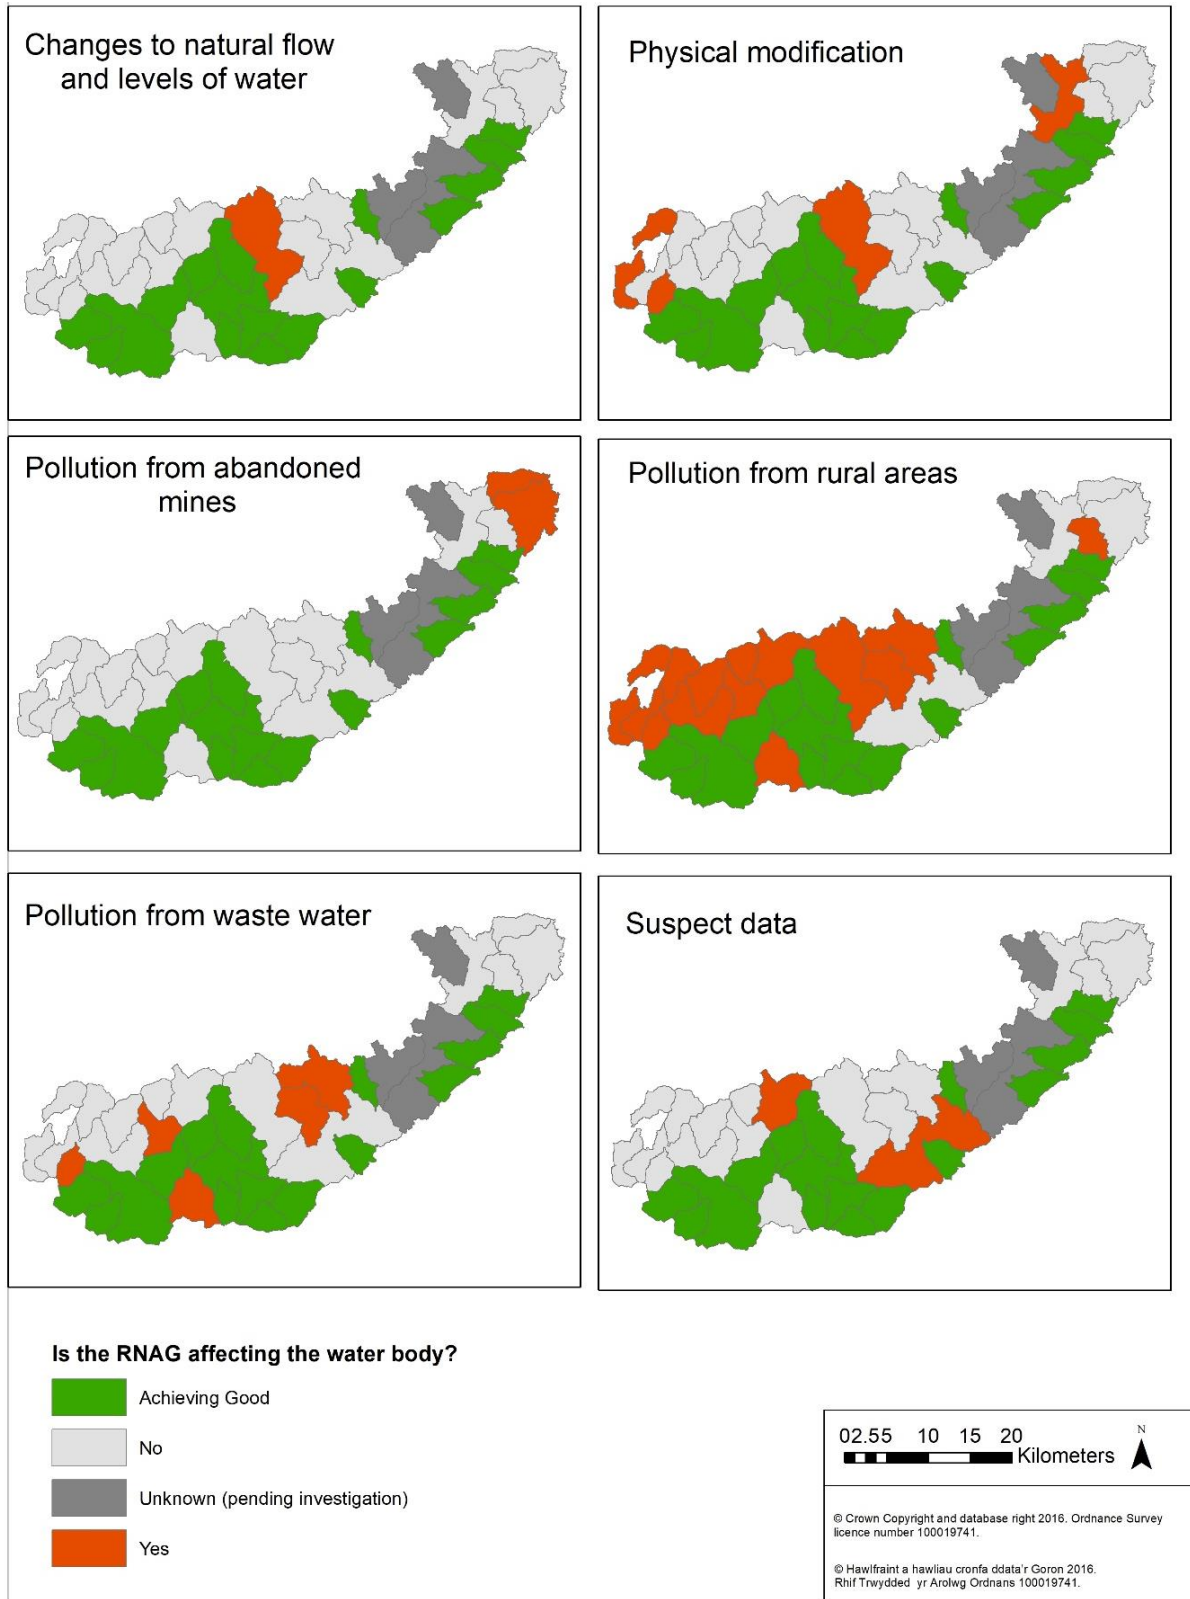 Changes to natural flow
and levels of water
Physical modification
Pollution from abandoned
mines
Pollution from rural areas
Pollution from waste water
Suspect data
Is the RNAG affecting the water body?
Achieving Good
No
Unknown (pending investigation)
Yes
02.55 10 15 20
Kilometers
N
© Crown Copyright and database right 2016. Ordnance Survey
licence number 100019741.
© Hawlfraint a hawliau cronfa ddata'r Goron 2016.
Rhif Trwydded yr Arolwg Ordnans 100019741.